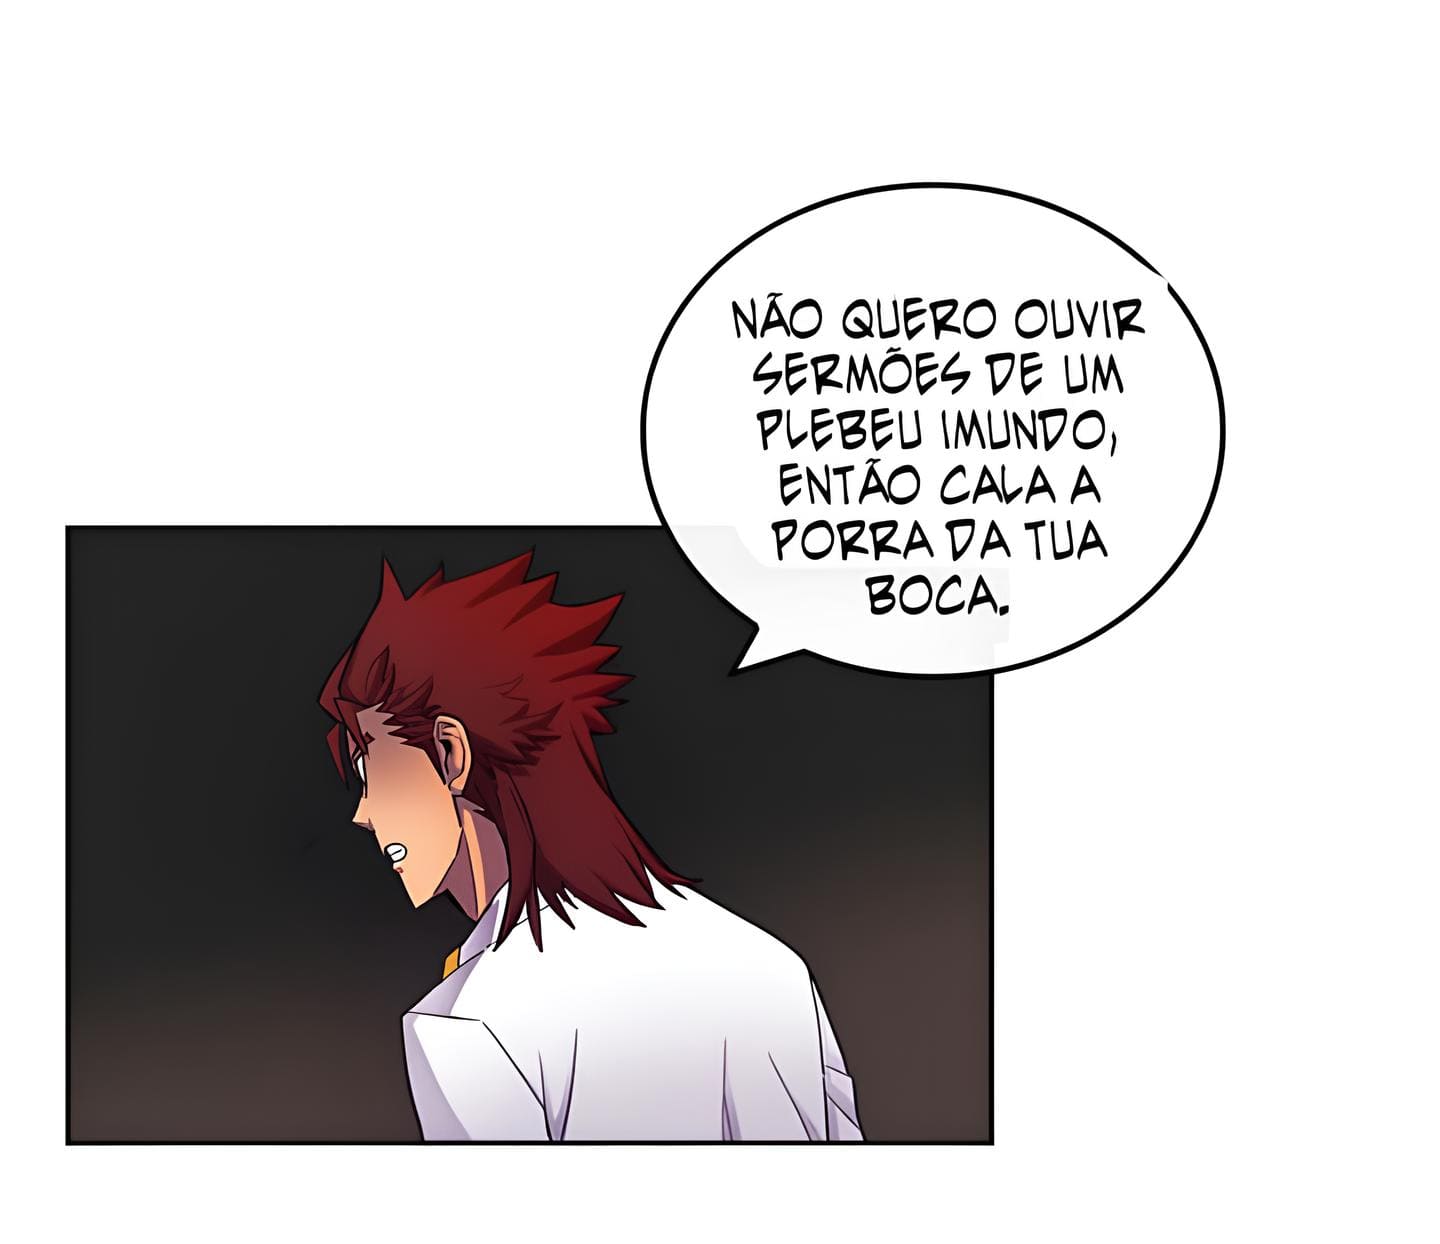 NÃO QUERO OUVIR
SERMÕES DE UM
PLEBEU IMUNDO,
ENTÃO CALA A
PORRA DA TUA
BOCA.